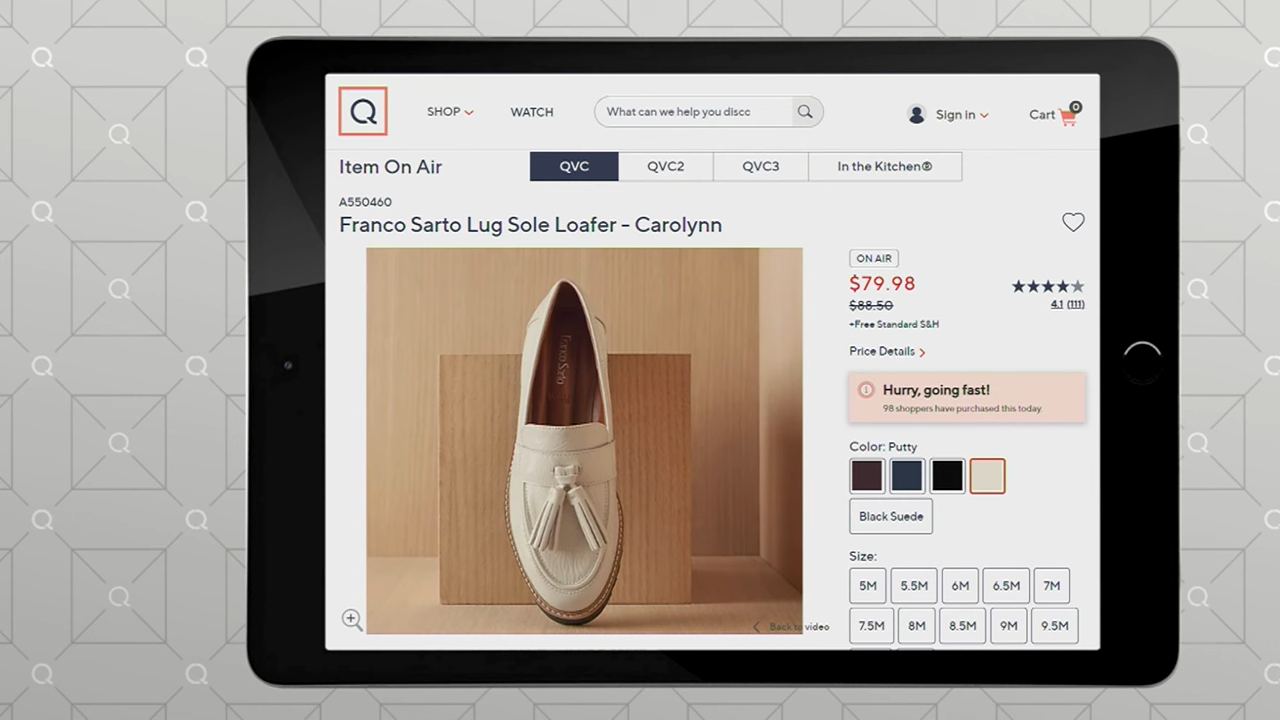 Q
SHOP
WATCH
What can we help you discc
Sign in
Cart
0
Item On Air
QVC
QVC2
QVC3
In the Kitchen®
A550460
Franco Sarto Lug Sole Loafer - Carolynn
Franco Sarto
ON AIR
$79.98
$88.50
4.1 (111)
+Free Standard S&H
Price Details
Hurry, going fast!
98 shoppers have purchased this today.
Color: Putty
Black Suede
Size:
5M
5.5M
6M
6.5M
7M
7.5M
8M
8.5M
9M
9.5M
Back to video